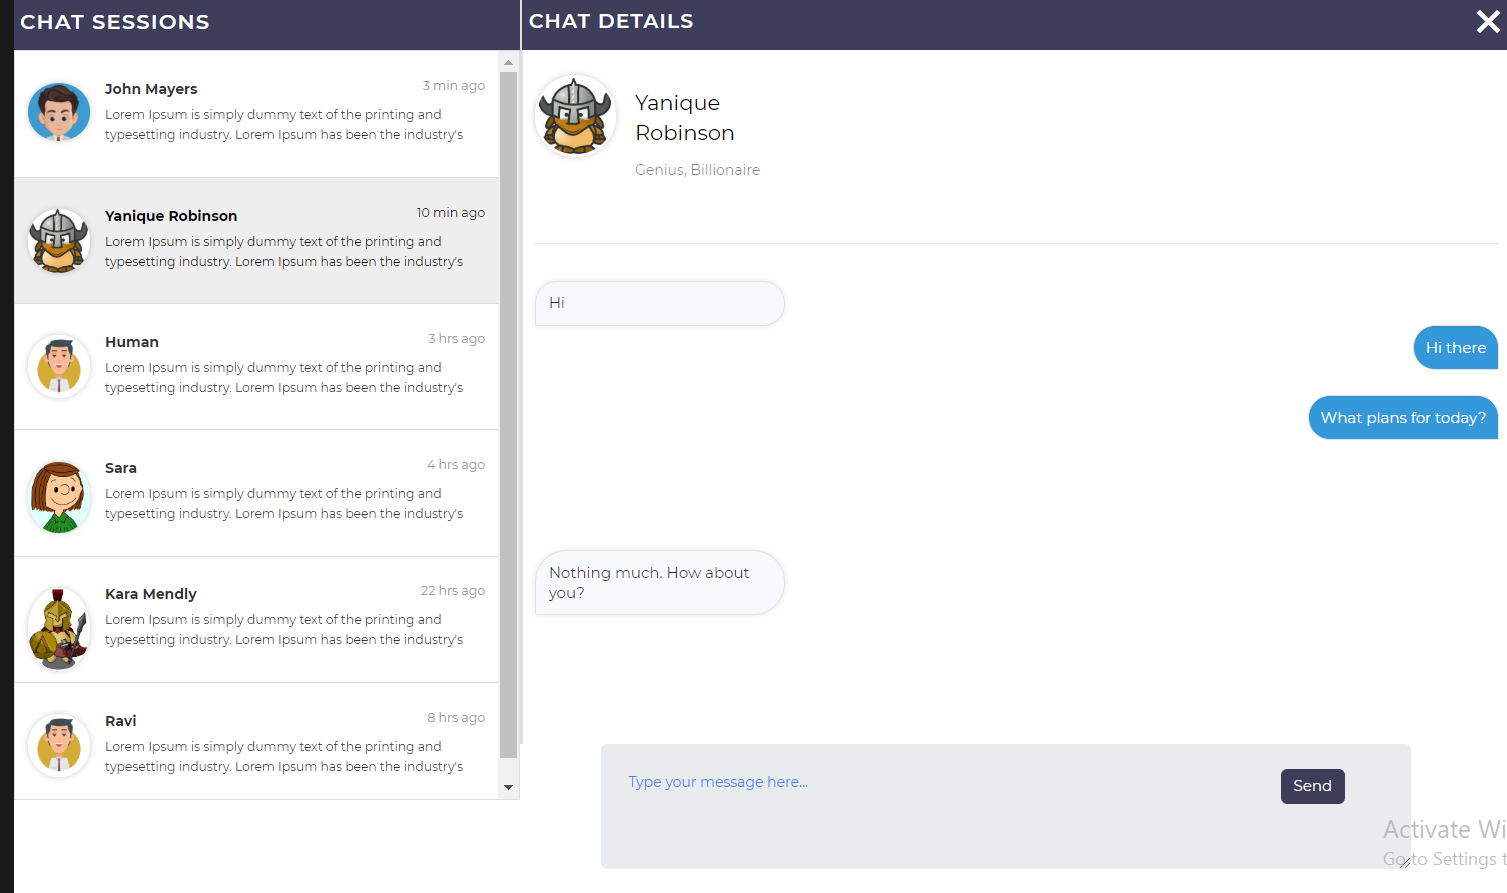 CHAT SESSIONS
John Mayers
3 min ago
Lorem Ipsum is simply dummy text of the printing and
typesetting industry. Lorem Ipsum has been the industry's
Yanique Robinson
10 min ago
Lorem Ipsum is simply dummy text of the printing and
typesetting industry. Lorem Ipsum has been the industry's
Human
3 hrs ago
Lorem Ipsum is simply dummy text of the printing and
typesetting industry. Lorem Ipsum has been the industry's
Sara
4 hrs ago
Lorem Ipsum is simply dummy text of the printing and
typesetting industry. Lorem Ipsum has been the industry's
Kara Mendly
22 hrs ago
Lorem Ipsum is simply dummy text of the printing and
typesetting industry. Lorem Ipsum has been the industry's
Ravi
8 hrs ago
Lorem Ipsum is simply dummy text of the printing and
typesetting industry. Lorem Ipsum has been the industry's
CHAT DETAILS
Yanique
Robinson
Genius, Billionaire
Hi
Hi there
What plans for today?
Nothing much. How about
you?
Type your message here...
Send
Activate Wi
Go to Settings t